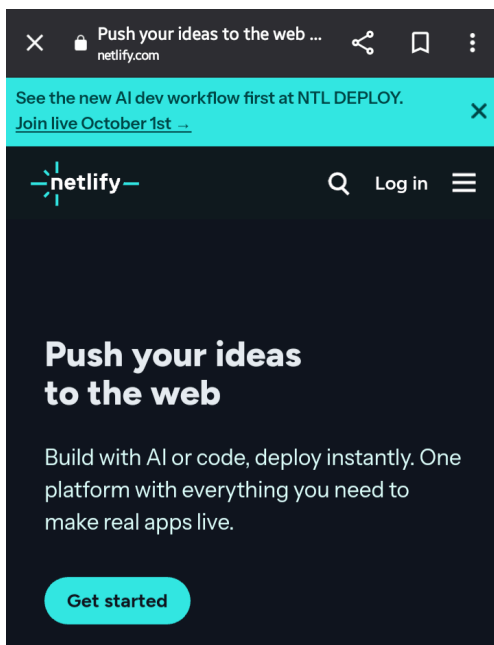 Push your ideas to the web ...
netlify.com
See the new AI dev workflow first at NTL DEPLOY.
Join live October 1st →
netlify
Log in
Push your ideas
to the web
Build with AI or code, deploy instantly. One
platform with everything you need to
make real apps live.
Get started